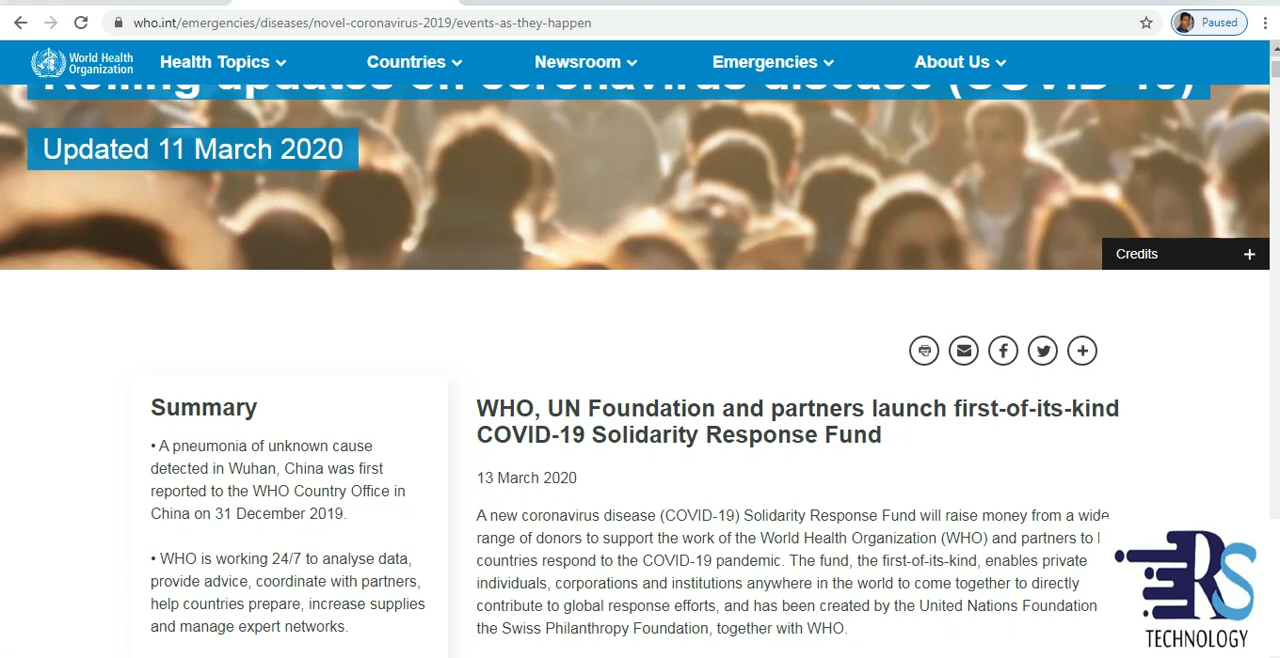 who.int/emergencies/diseases/novel-coronavirus-2019/events-as-they-happen
Paused
World Health
Organization
Health Topics
Countries
Newsroom
Emergencies
About Us
Rolling updates on coronavirus disease (COVID-19)
Updated 11 March 2020
Credits
Summary
• A pneumonia of unknown cause
detected in Wuhan, China was first
reported to the WHO Country Office in
China on 31 December 2019.
• WHO is working 24/7 to analyse data,
provide advice, coordinate with partners,
help countries prepare, increase supplies
and manage expert networks.
WHO, UN Foundation and partners launch first-of-its-kind
COVID-19 Solidarity Response Fund
13 March 2020
A new coronavirus disease (COVID-19) Solidarity Response Fund will raise money from a wide
range of donors to support the work of the World Health Organization (WHO) and partners to
countries respond to the COVID-19 pandemic. The fund, the first-of-its-kind, enables private
individuals, corporations and institutions anywhere in the world to come together to directly
contribute to global response efforts, and has been created by the United Nations Foundation
the Swiss Philanthropy Foundation, together with WHO.
RS
TECHNOLOGY